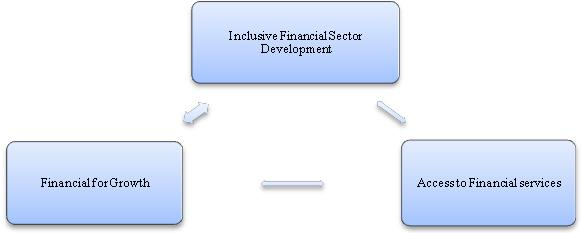 Inclusive Financial Sector
Development
Financial for Growth
Access to Financial services